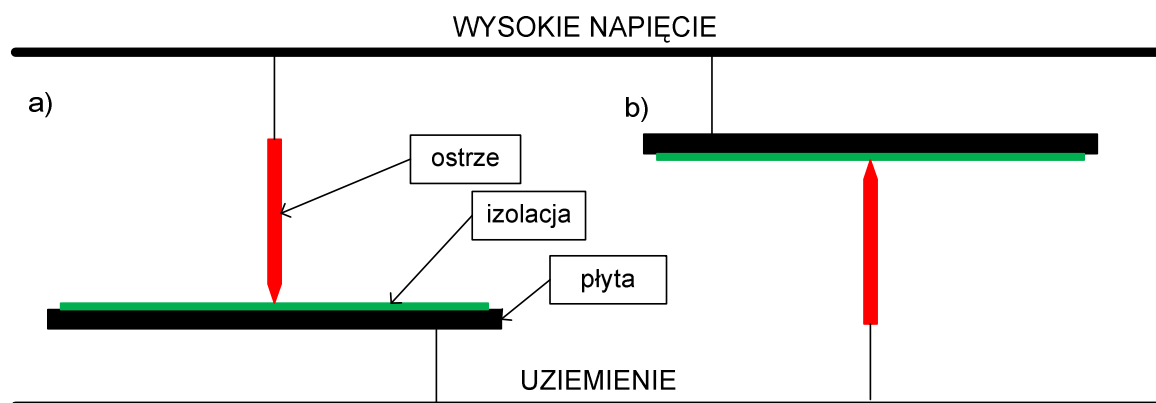 WYSOKIE NAPIĘCIE
a)
b)
ostrze
izolacja
płyta
UZIEMIENIE